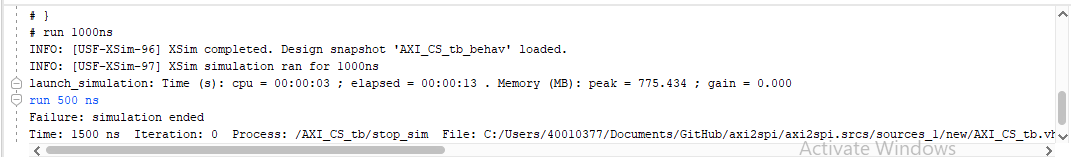 # }
# run 1000ns
INFO: [USF-XSim-96] XSim completed. Design snapshot 'AXI_CS_tb_behav' loaded.
INFO: [USF-XSim-97] XSim simulation ran for 1000ns
launch_simulation: Time (s): cpu = 00:00:03 ; elapsed = 00:00:13 . Memory (MB): peak = 775.434 ; gain = 0.000
run 500 ns
Failure: simulation ended
Time: 1500 ns  Iteration: 0  Process: /AXI_CS_tb/stop_sim  File: C:/Users/40010377/Documents/GitHub/axi2spi/axi2spi.srcs/sources_1/new/AXI_CS_tb.vh
Activate Windows